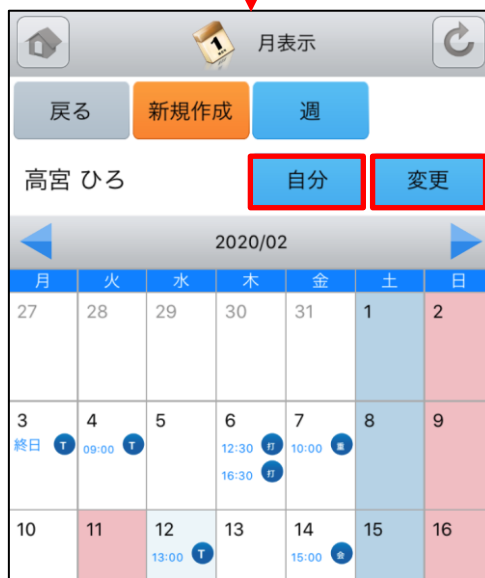 1
月表示
戻る 新規作成 週
高宮 ひろ 自分 変更
2020/02
月 火 水 木 金 土 日
27 28 29 30 31 1 2
3 4 5 6 7 8 9
終日 T 09:00 T 12:30 打 10:00 重
16:30 打
10 11 12 13 14 15 16
13:00 T 15:00 会